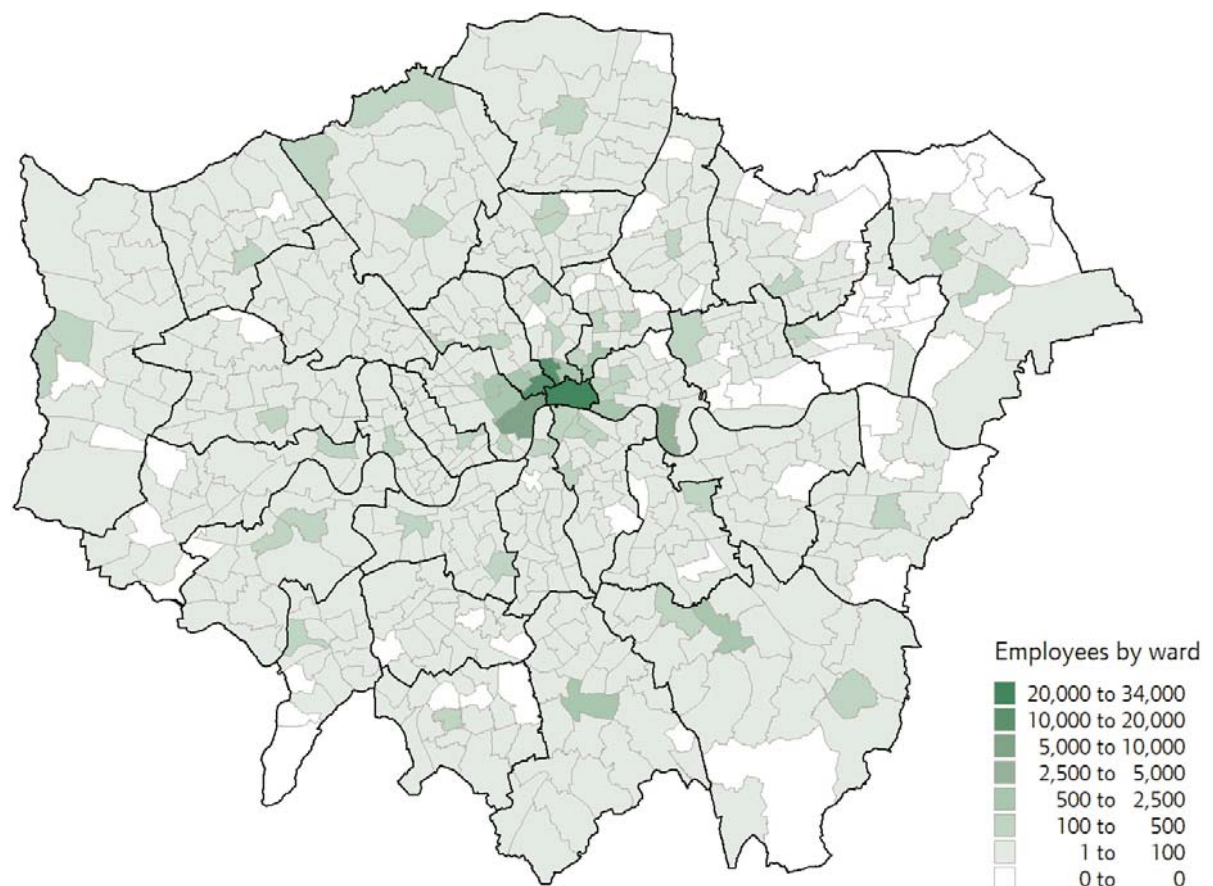 Employees by ward
20,000 to 34,000
10,000 to 20,000
5,000 to 10,000
2,500 to 5,000
500 to 2,500
100 to 500
1 to 100
0 to 0